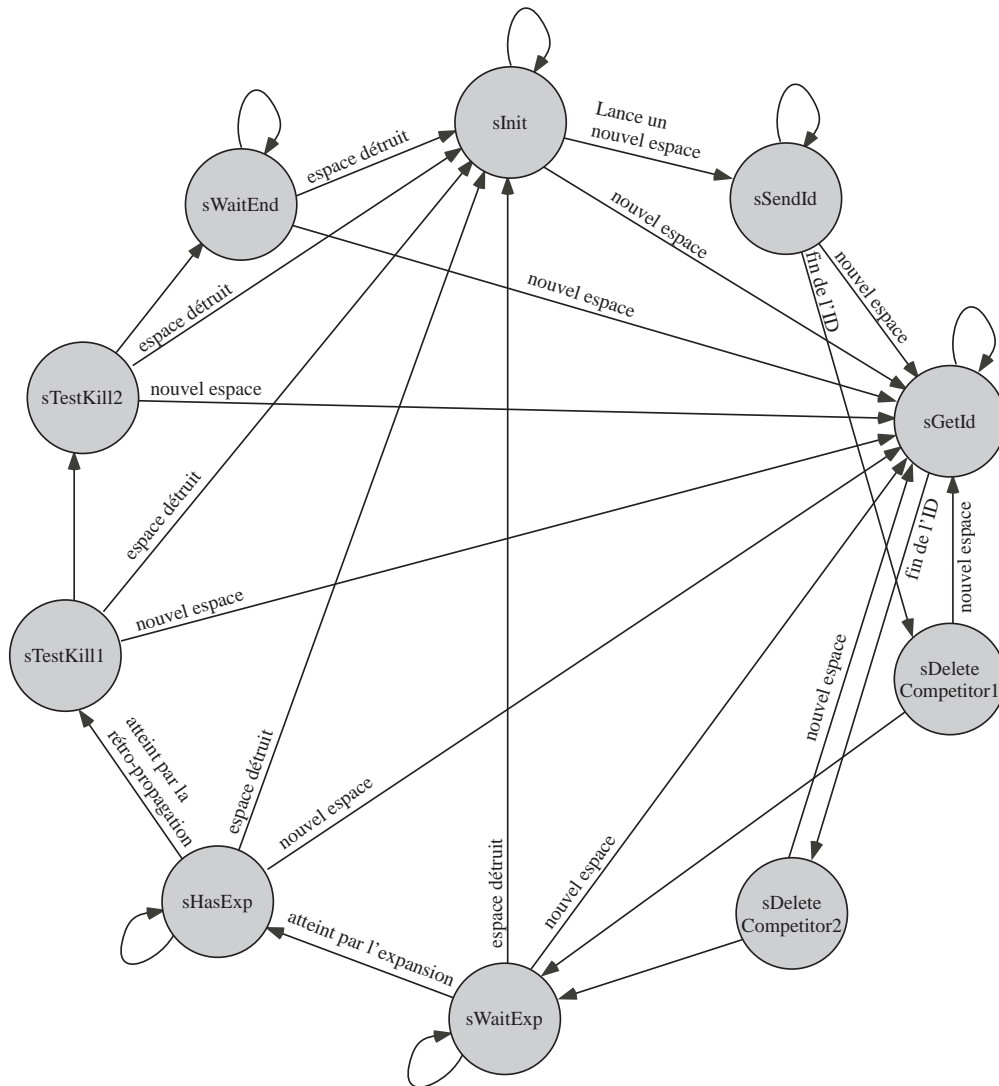 sInit
Lance un
nouvel espace
espace détruit
sWaitEnd
sSendId
nouvel espace
nouvel espace
fin de l'ID
nouvel espace
espace détruit
sTestKill2
nouvel espace
sGetId
espace détruit
fin de l'ID
nouvel espace
nouvel espace
sTestKill1
sDelete
Competitor1
nouvel espace
atteint par la
rétro-propagation
espace détruit
nouvel espace
nouvel espace
espace détruit
sHasExp
sDelete
Competitor2
atteint par l'expansion
sWaitExp